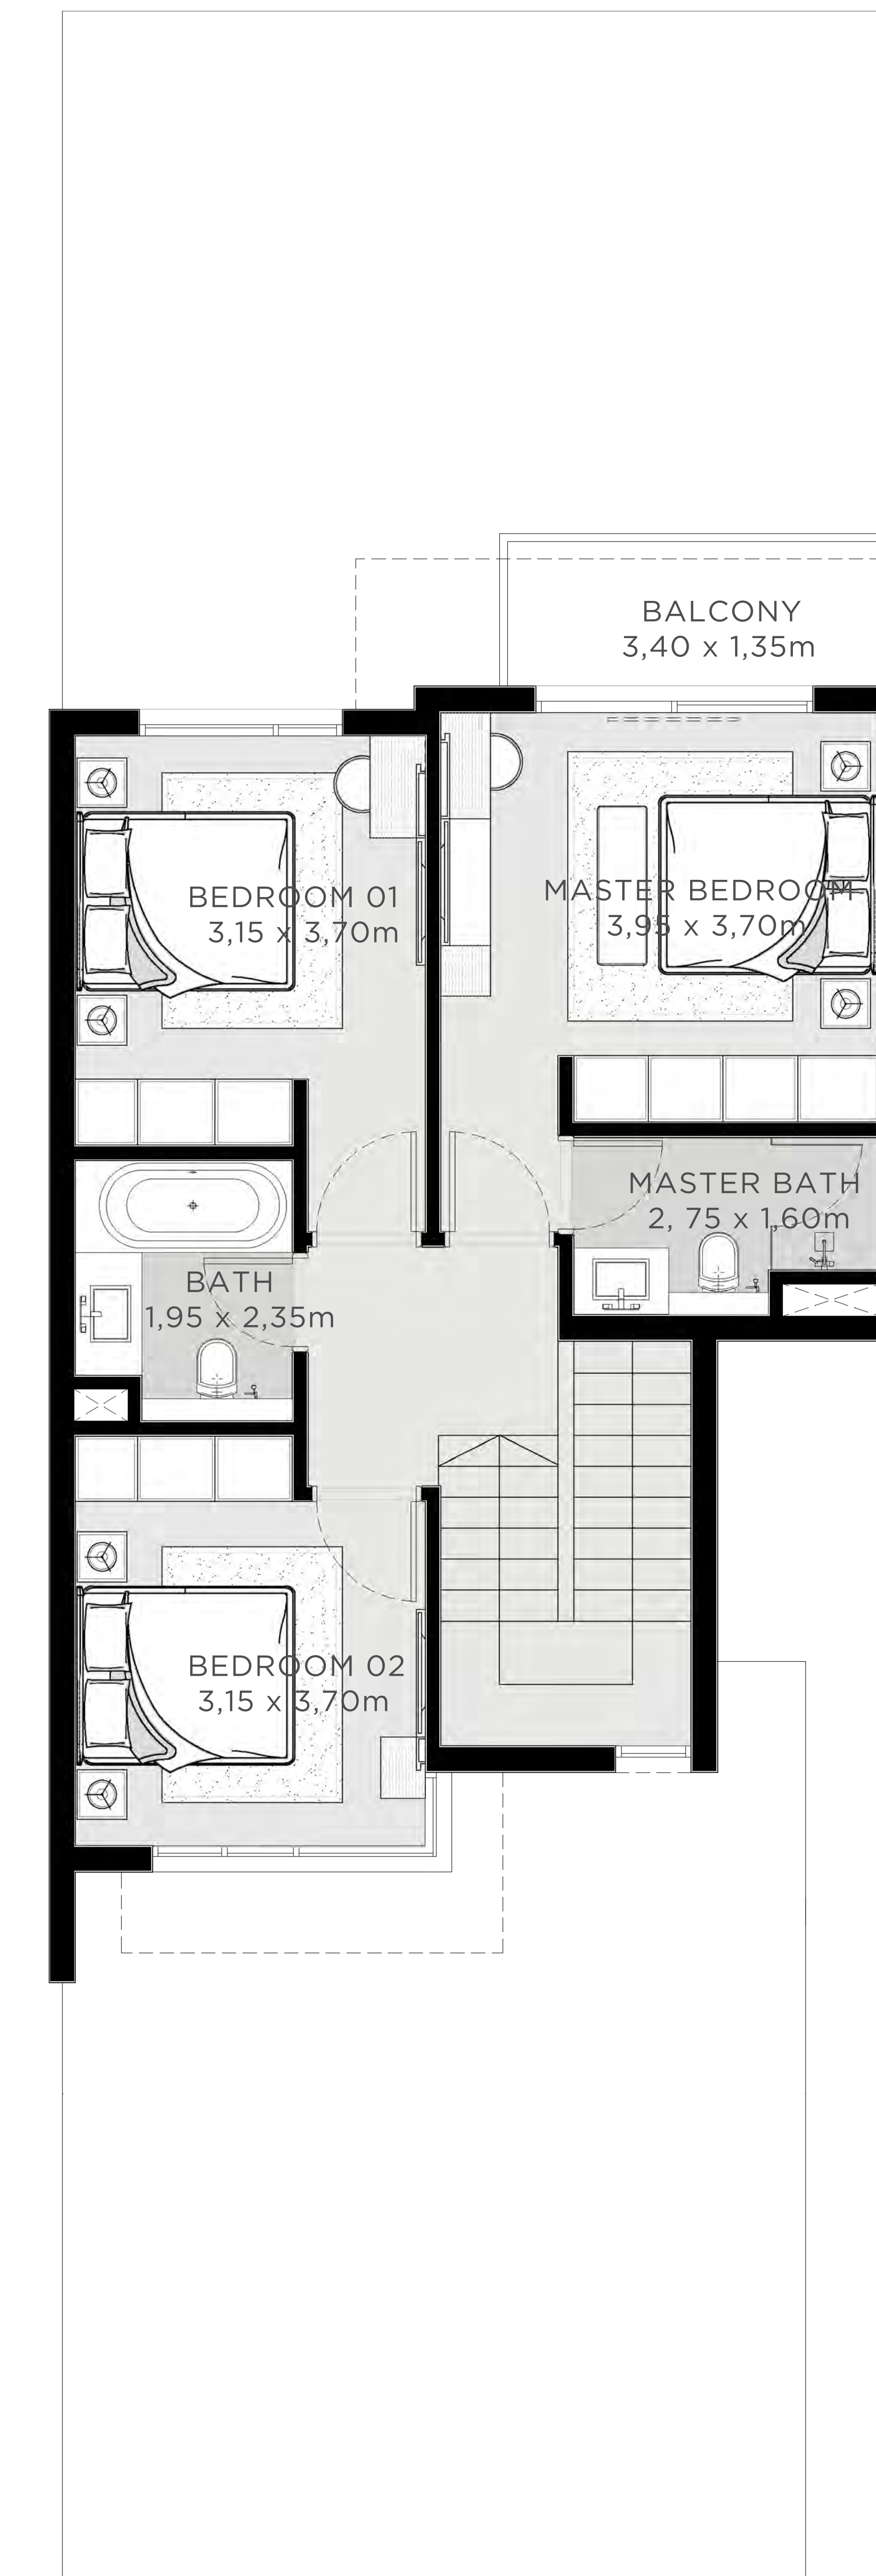 BALCONY
3,40 x 1,35m
BEDROOM 01
3,15 x 3,70m
MASTER BEDROOM
3,95 x 3,70m
MASTER BATH
2, 75 x 1,60m
BATH
1,95 x 2,35m
BEDROOM 02
3,15 x 3,70m